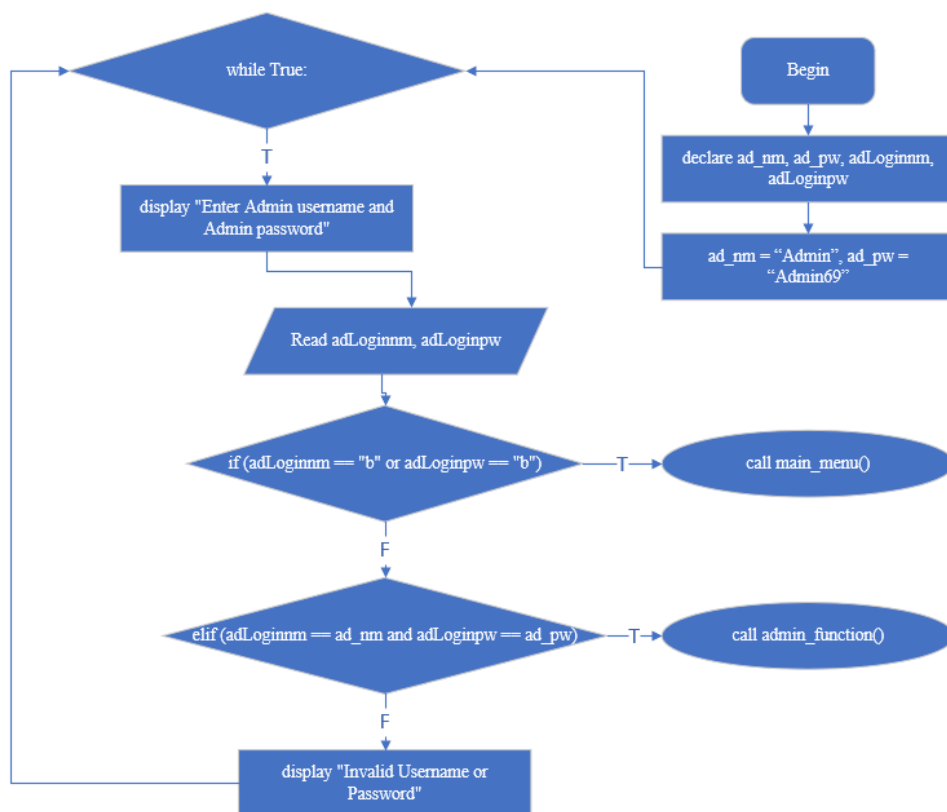 Begin
declare ad_nm, ad_pw, adLoginnm,
adLoginpw
ad_nm = “Admin”, ad_pw =
“Admin69”
while True:
T
display "Enter Admin username and
Admin password"
Read adLoginnm, adLoginpw
if (adLoginnm == "b" or adLoginpw == "b")
T
call main_menu()
F
elif (adLoginnm == ad_nm and adLoginpw == ad_pw)
T
call admin_function()
F
display "Invalid Username or
Password"